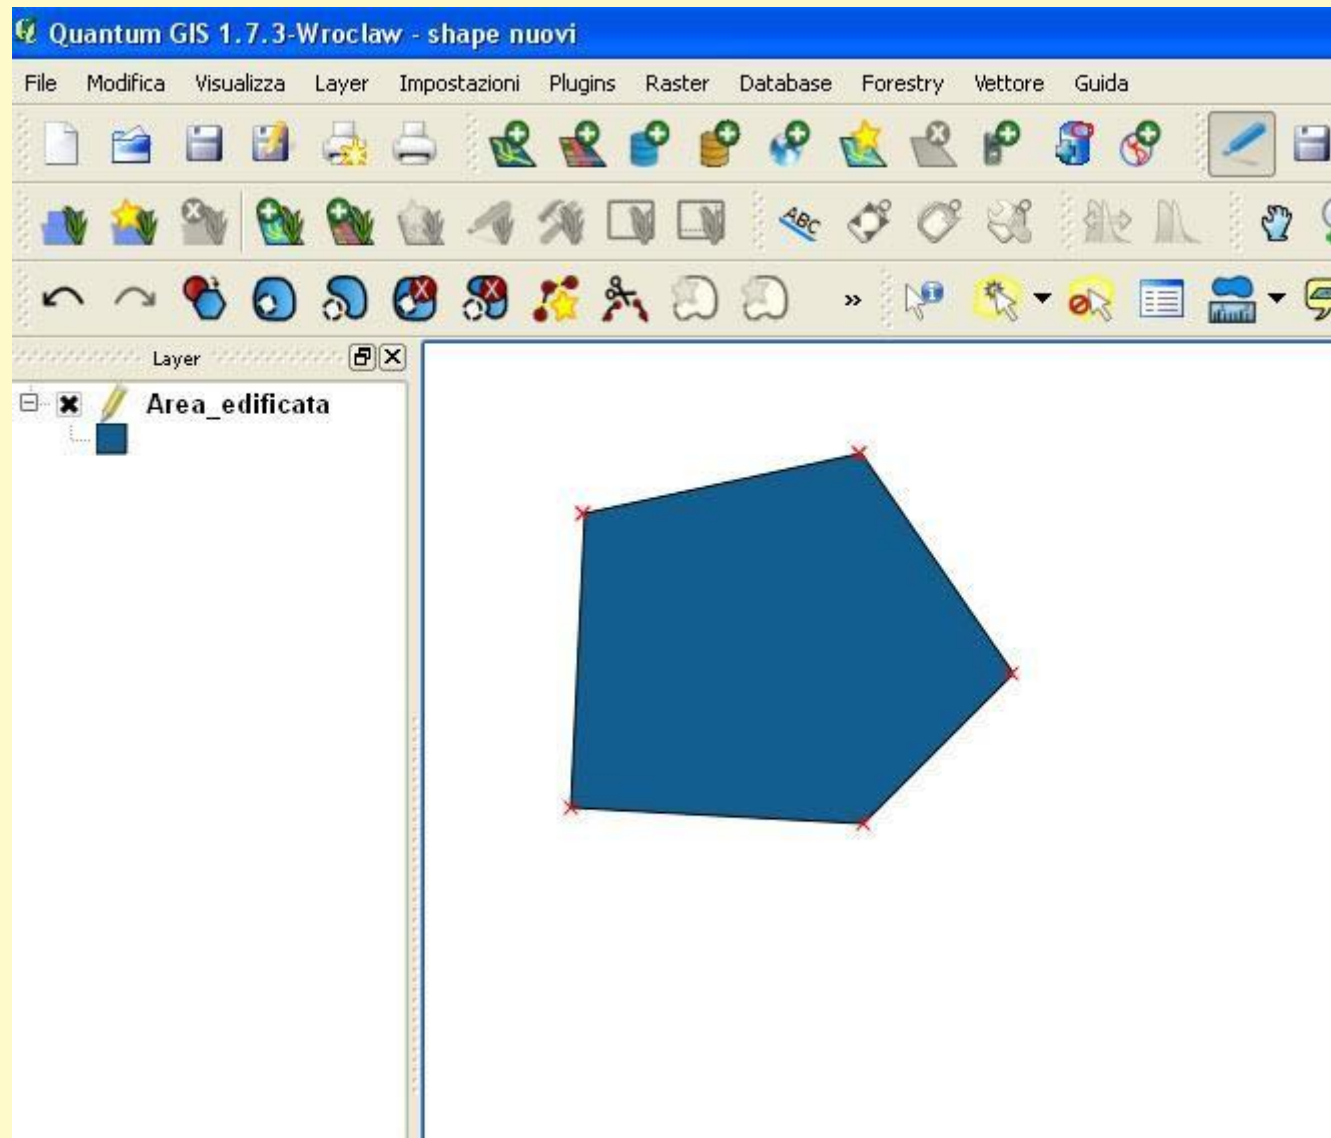 Quantum GIS 1.7.3-Wroclaw - shape nuovi
File Modifica Visualizza Layer Impostazioni Plugins Raster Database Forestry Vettore Guida
ABC
Layer
Area_edificata